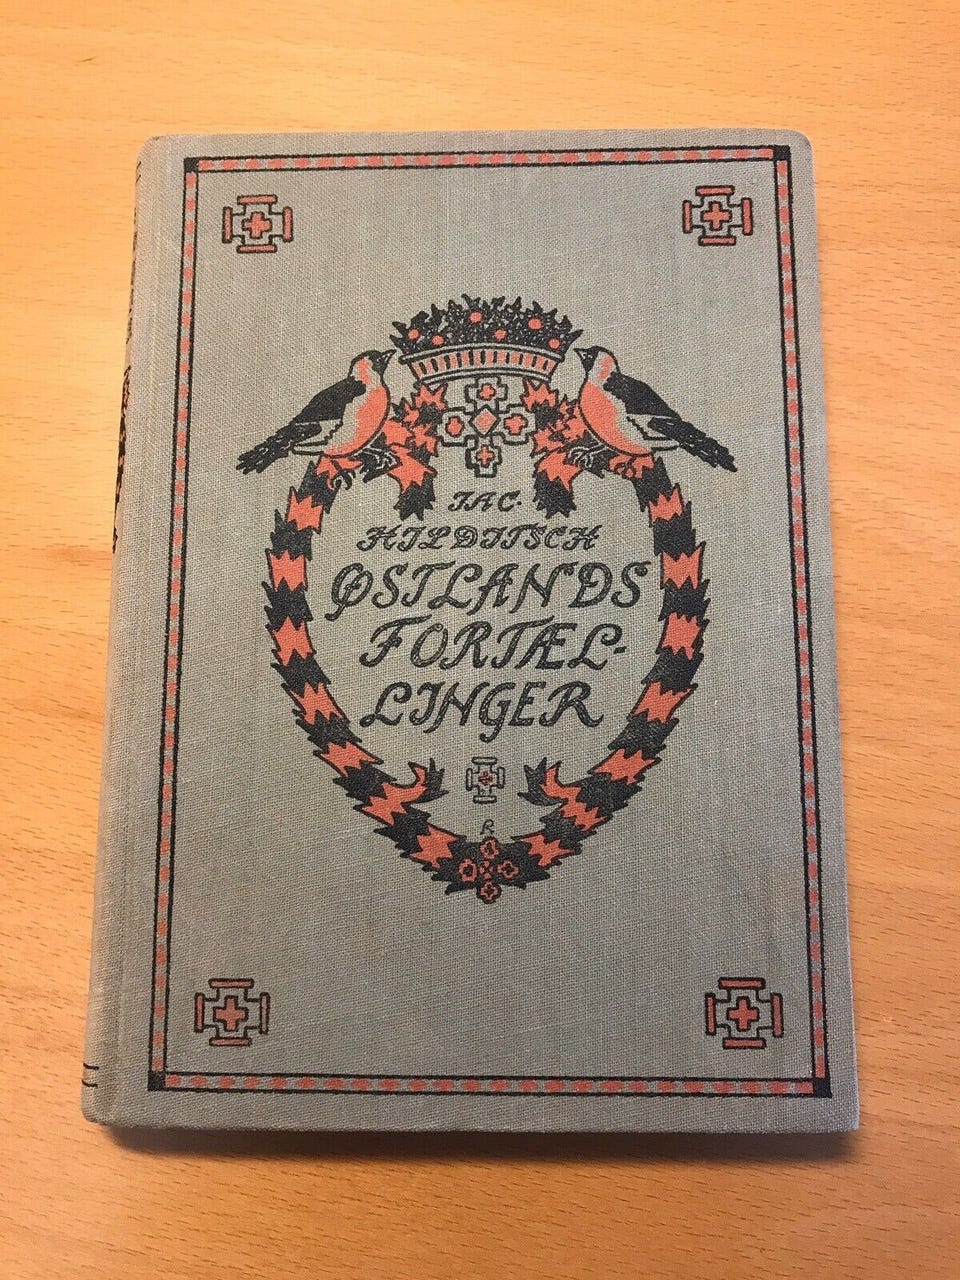 JAC.
HILDITSCH
ØSTLANDS
FORTÆL-
LINGER
R